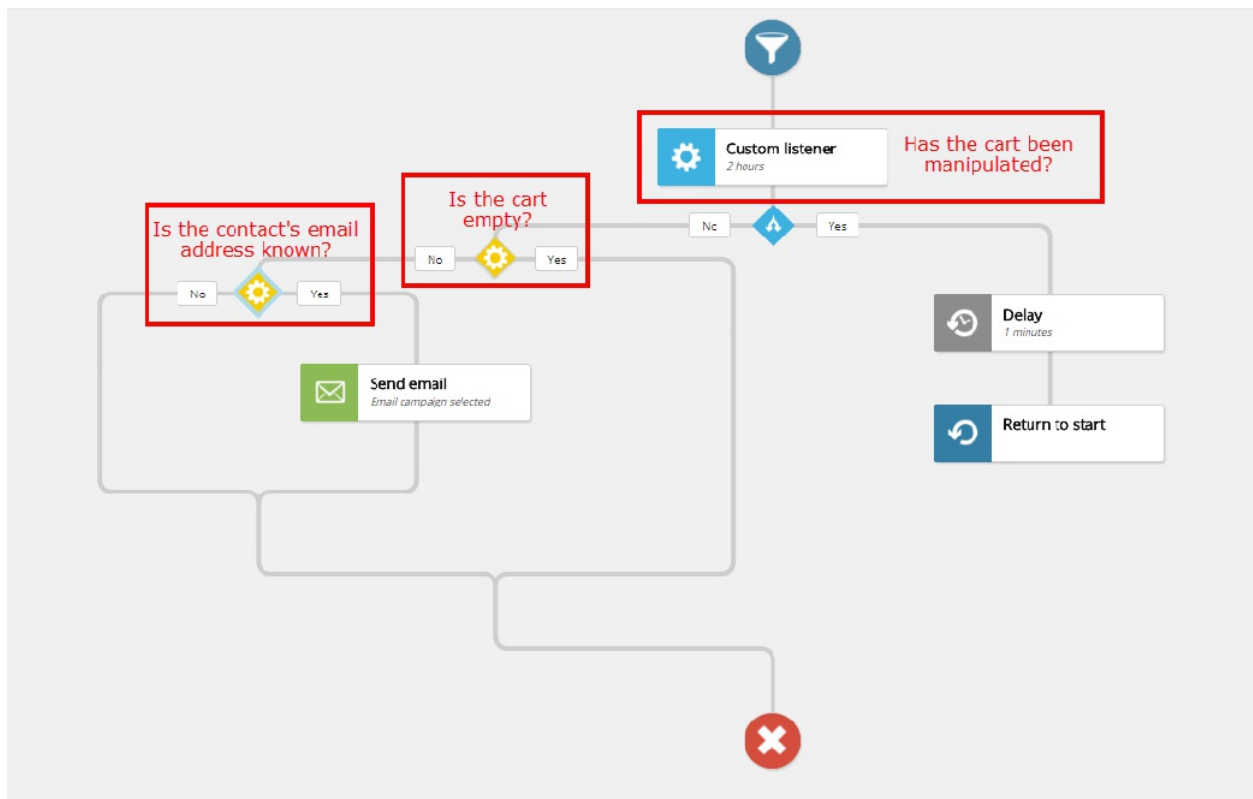 Custom listener
2 hours
Has the cart been
manipulated?
Is the cart
empty?
Is the contact's email
address known?
No
Yes
No
Yes
No
Yes
Delay
1 minutes
Send email
Email campaign selected
Return to start